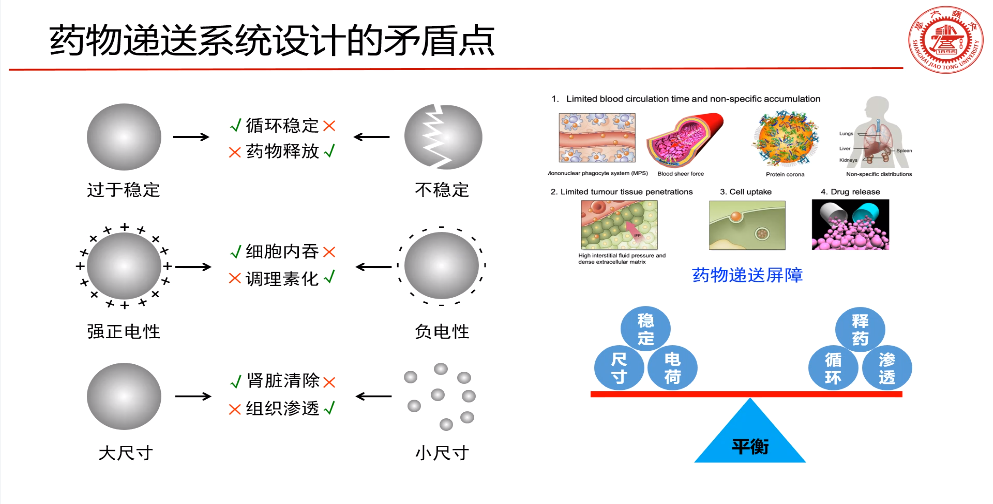 药物递送系统设计的矛盾点
SHANGHAI JIAO TONG UNIVERSITY
√ 循环稳定 ×
× 药物释放 √
过于稳定
不稳定
√ 细胞内吞 ×
× 调理素化 √
强正电性
负电性
√ 肾脏清除 ×
× 组织渗透 √
大尺寸
小尺寸
1. Limited blood circulation time and non-specific accumulation
Lungs
Liver
Spleen
Kidneys
Mononuclear phagocyte system (MPS)
Blood sheer force
Protein corona
Non-specific distributions
2. Limited tumour tissue penetrations
3. Cell uptake
4. Drug release
High interstitial fluid pressure and
dense extracellular matrix
药物递送屏障
稳定
尺寸
电荷
释药
循环
渗透
平衡